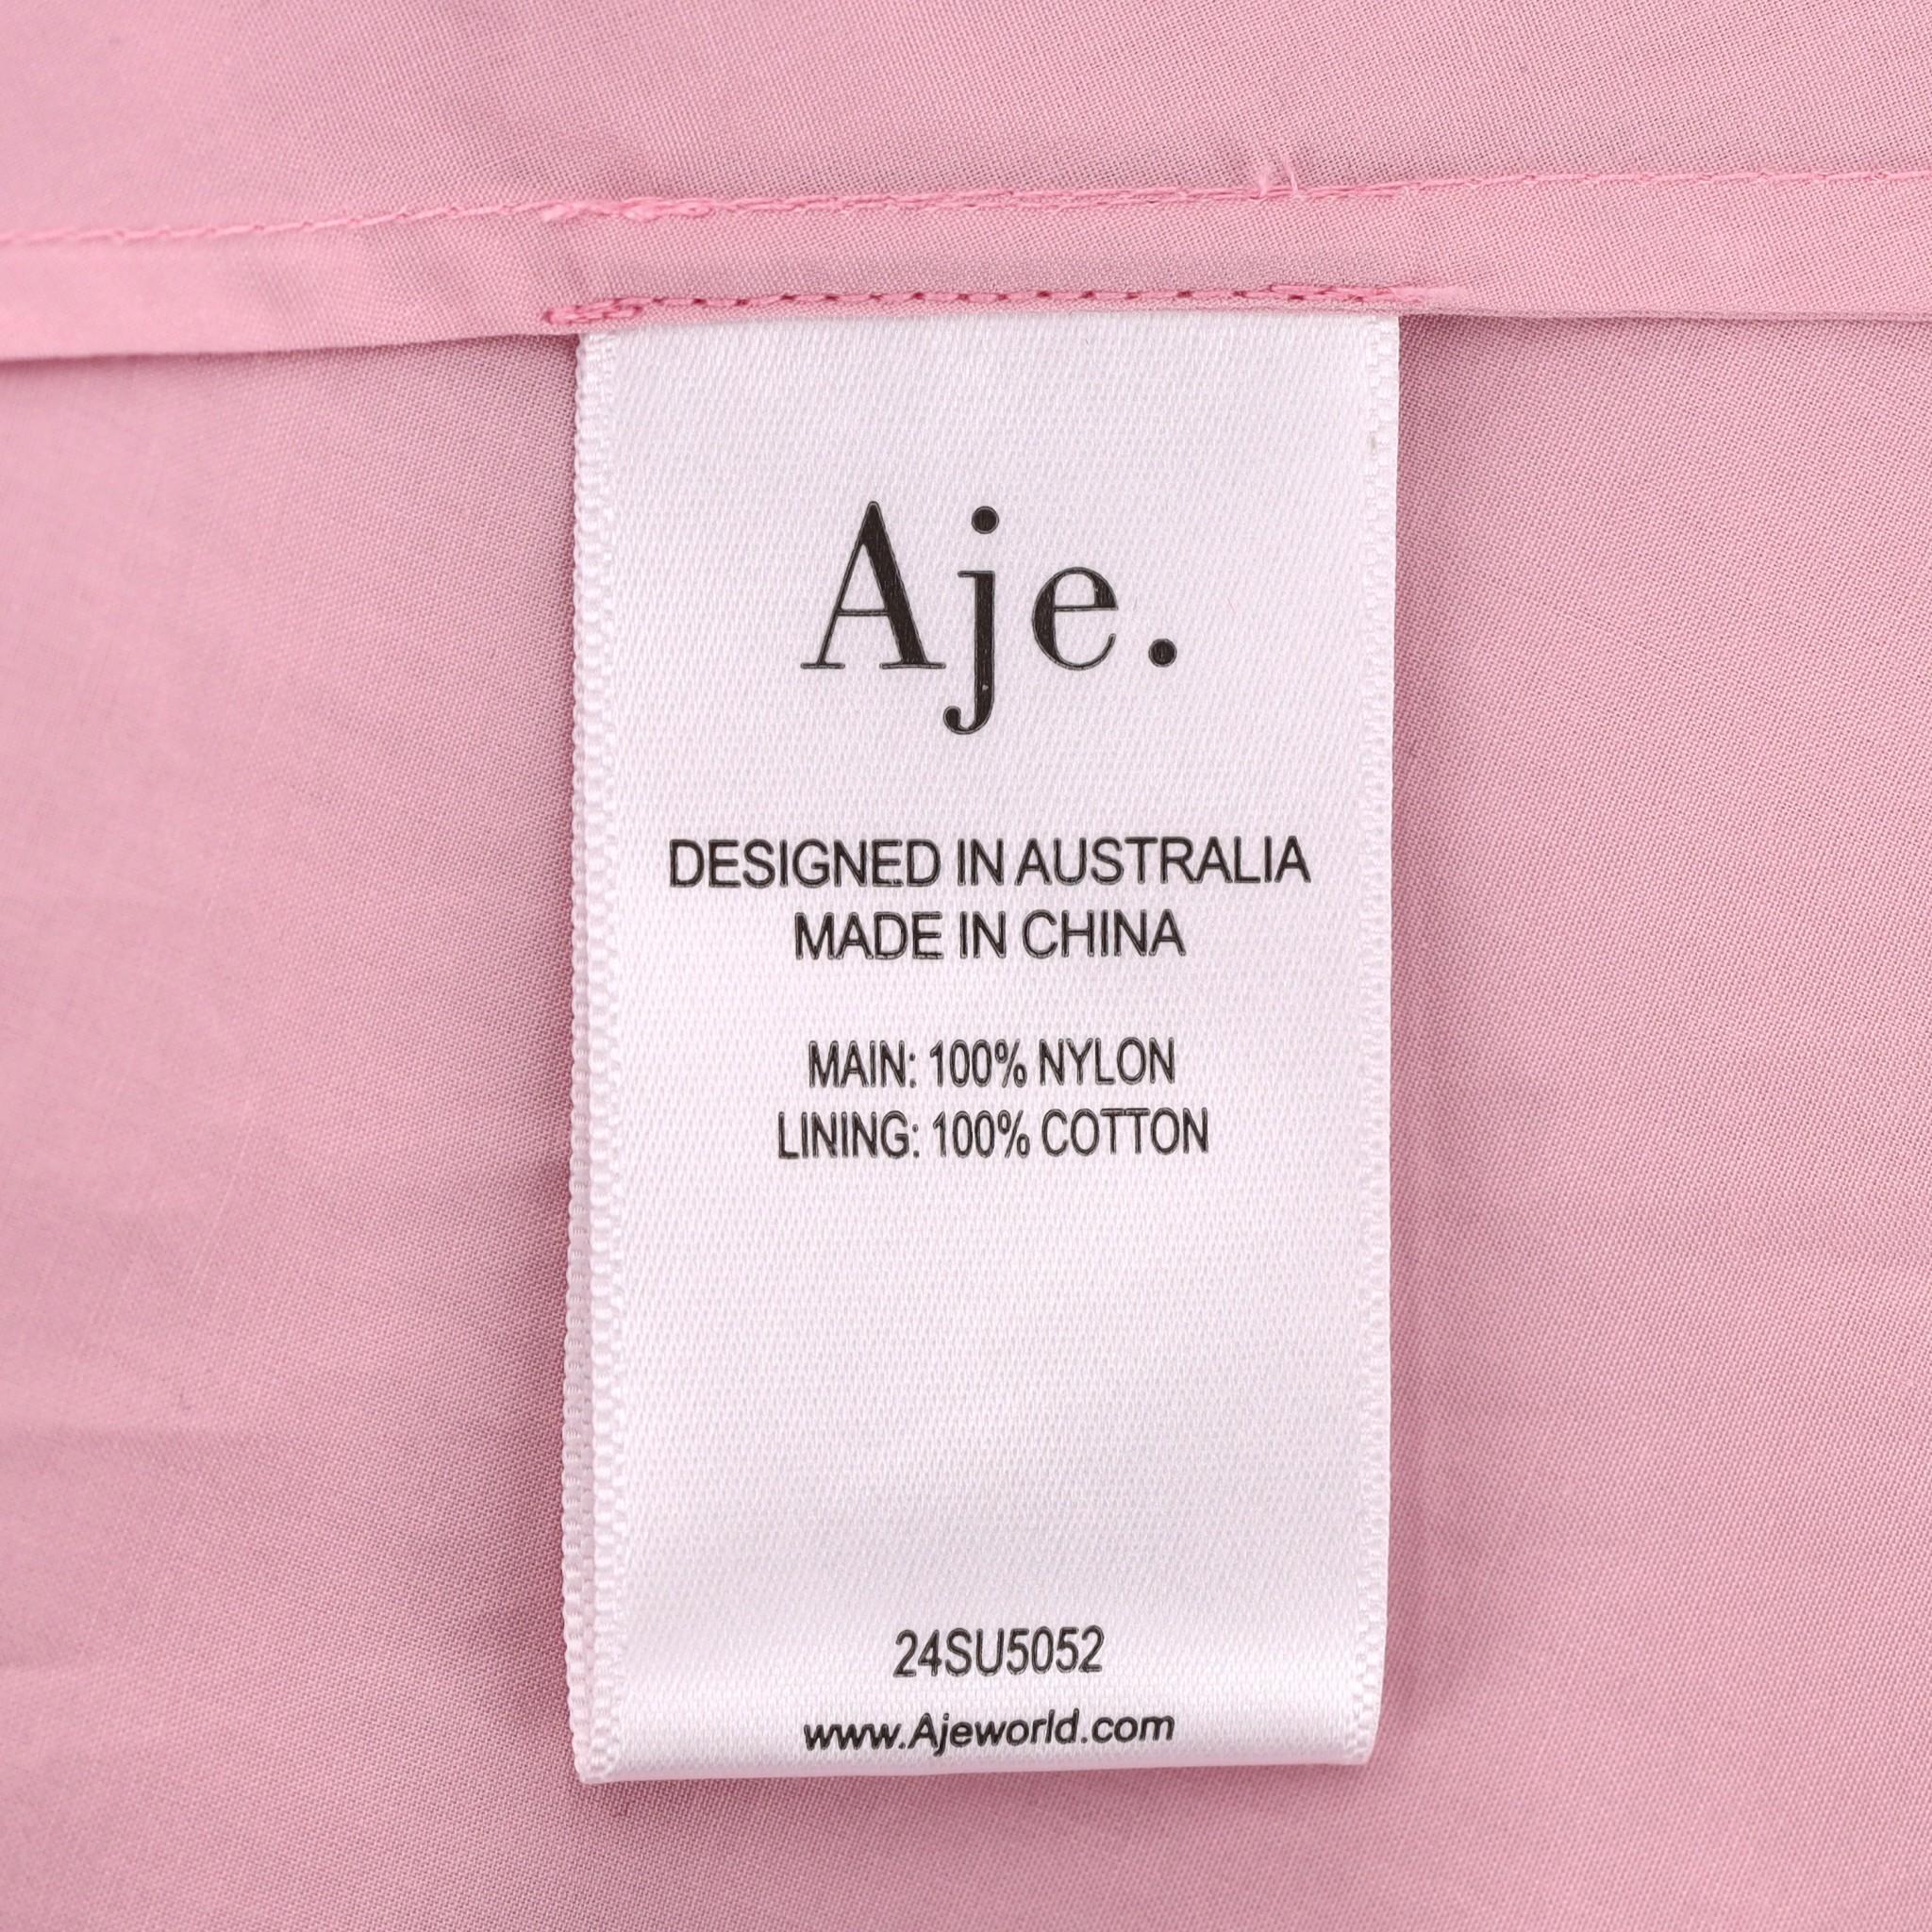 Aje.
DESIGNED IN AUSTRALIA
MADE IN CHINA
MAIN: 100% NYLON
LINING: 100% COTTON
24SU5052
www.Ajeworld.com